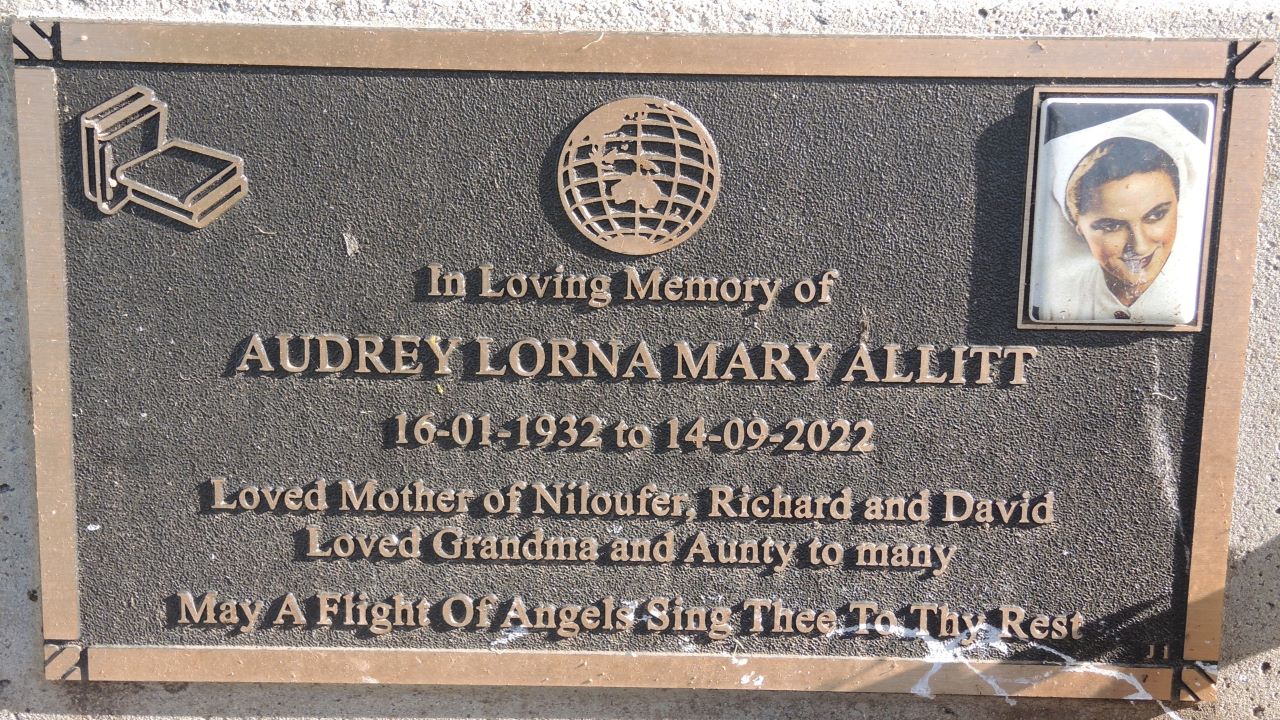 In Loving Memory of
AUDREY LORNA MARY ALLITT
16-01-1932 to 14-09-2022
Loved Mother of Niloufer, Richard and David
Loved Grandma and Aunty to many
May A Flight Of Angels Sing Thee To Thy Rest
J1